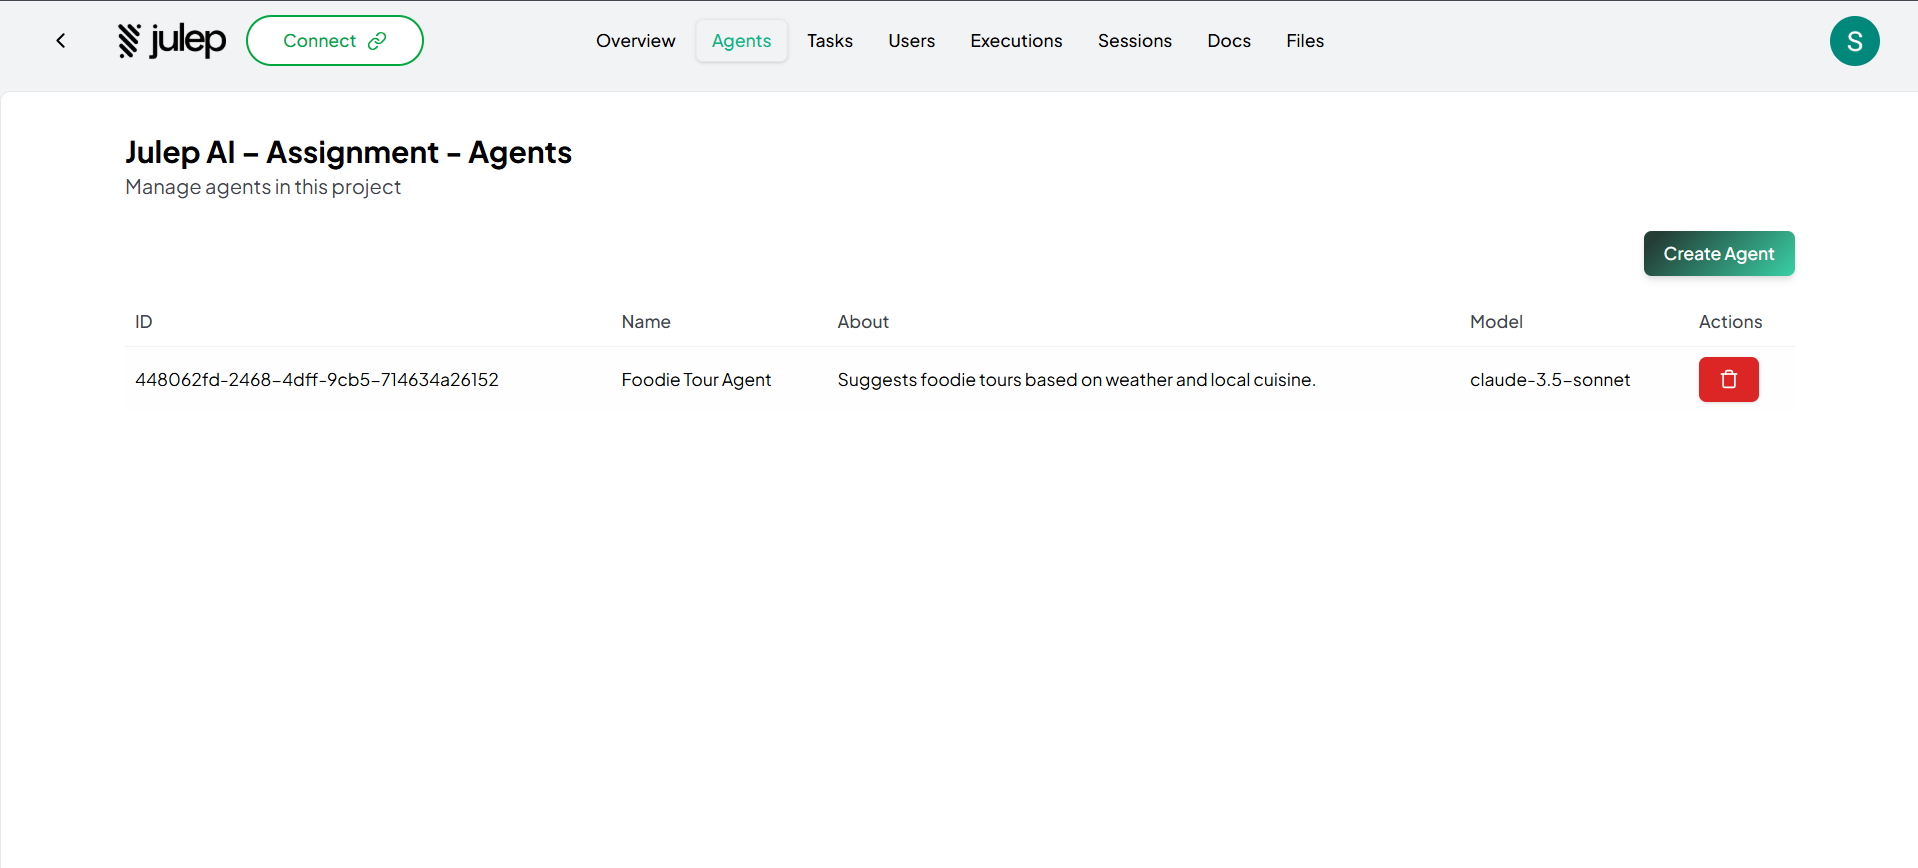 julep Connect Overview Agents Tasks Users Executions Sessions Docs Files S
Julep AI – Assignment - Agents
Manage agents in this project
Create Agent
ID Name About Model Actions
448062fd-2468-4dff-9cb5-714634a26152 Foodie Tour Agent Suggests foodie tours based on weather and local cuisine. claude-3.5-sonnet